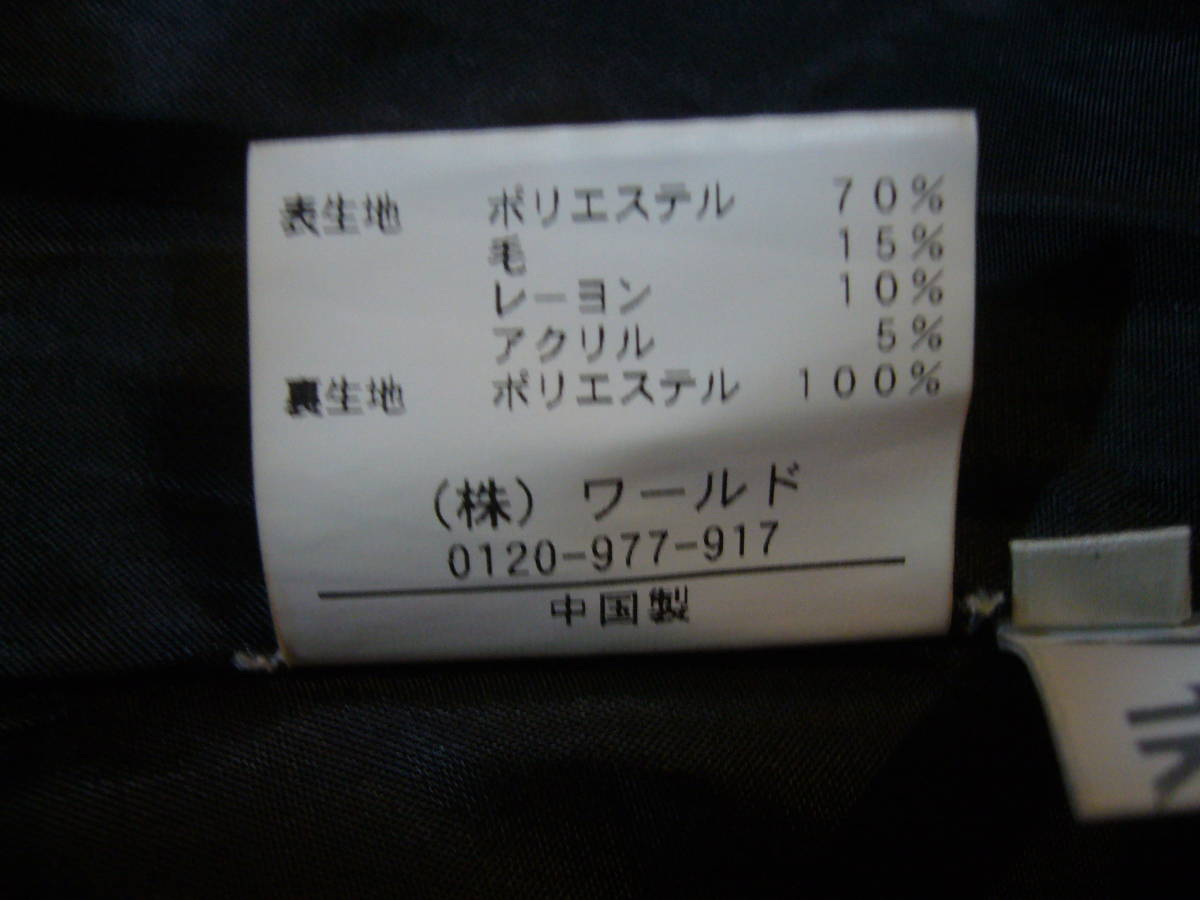 表生地 ポリエステル 70%
毛 15%
レーヨン 10%
アクリル 5%
裏生地 ポリエステル 100%
(株) ワールド
0120-977-917
中国製